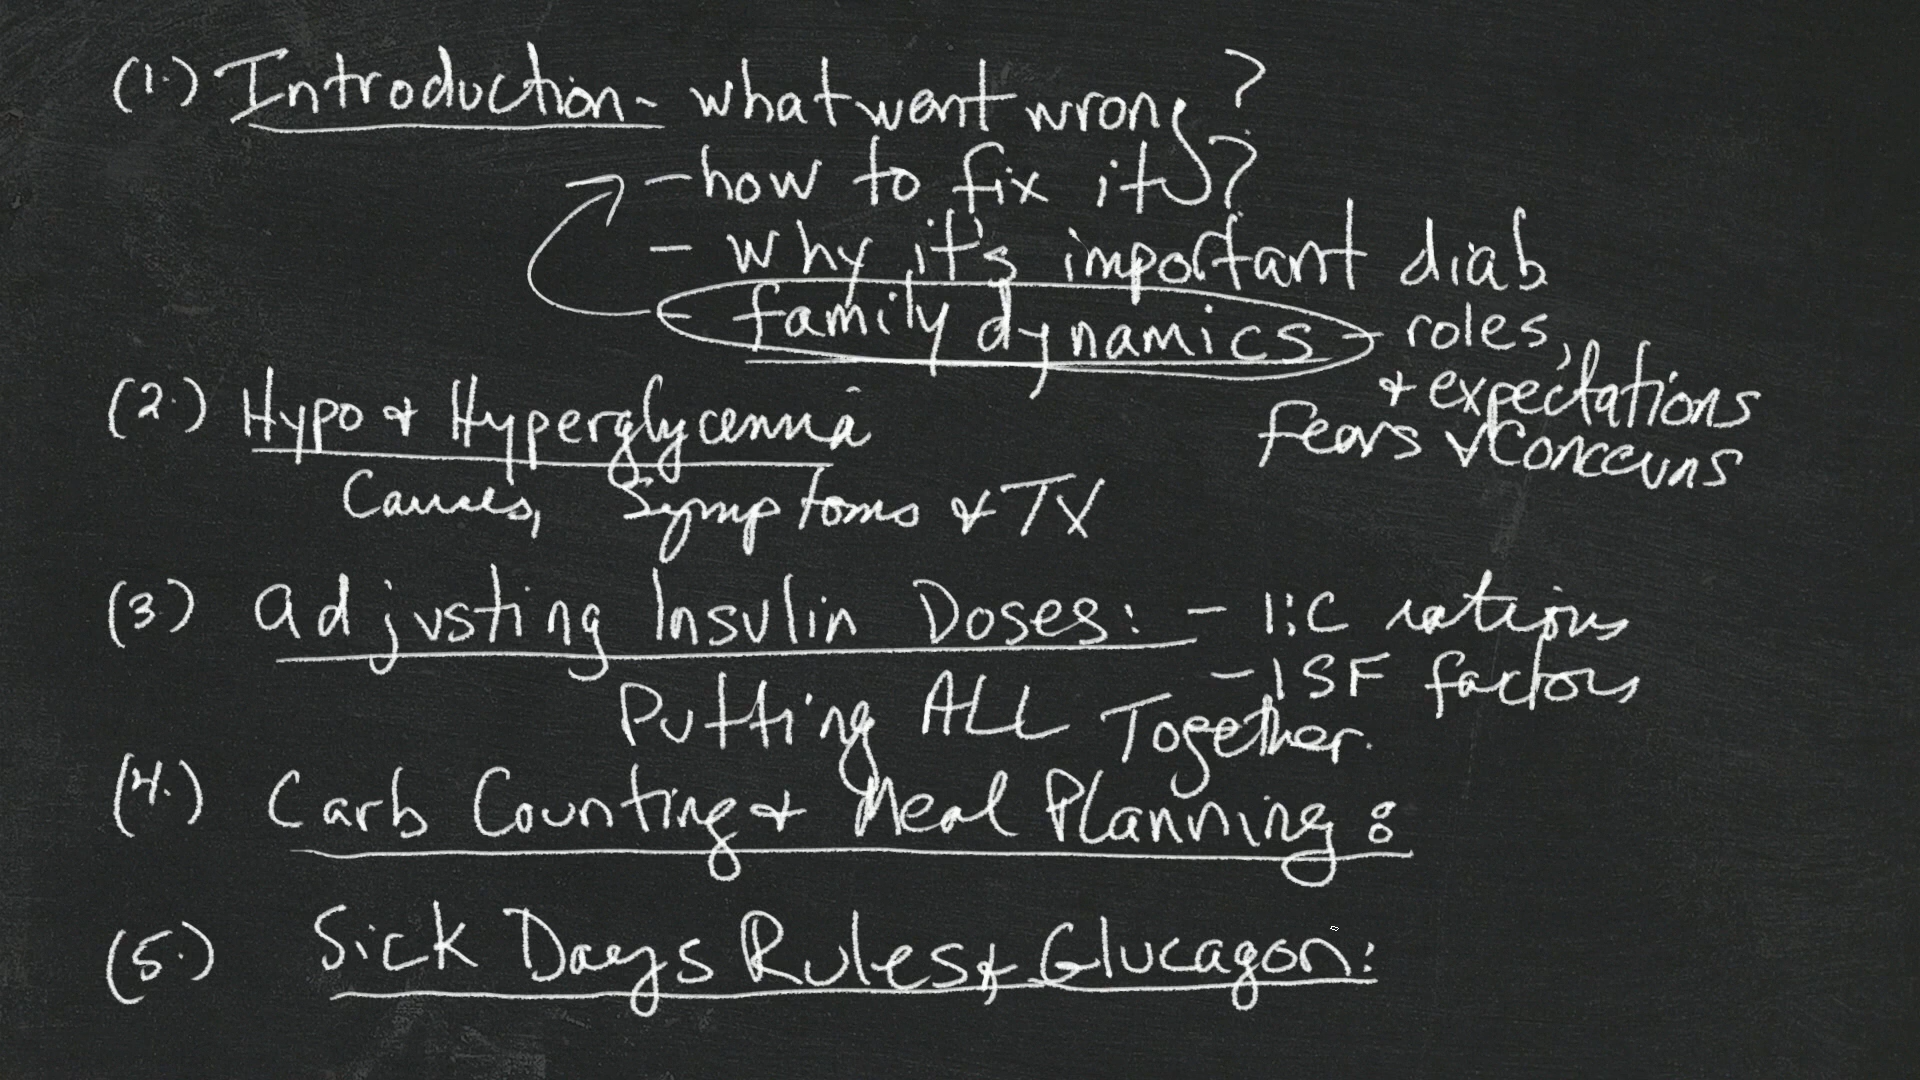 (1.) Introduction - what went wrong?
- how to fix it?
- why it's important diab
- family dynamics - roles,
+ expectations
fears & concerns
(2.) Hypo & Hyperglycemia
Causes, Symptoms & TX
(3.) Adjusting Insulin Doses: - I:C ratios
- ISF factors
Putting ALL Together.
(4.) Carb Counting & Meal Planning:
(5.) Sick Days Rules & Glucagon: